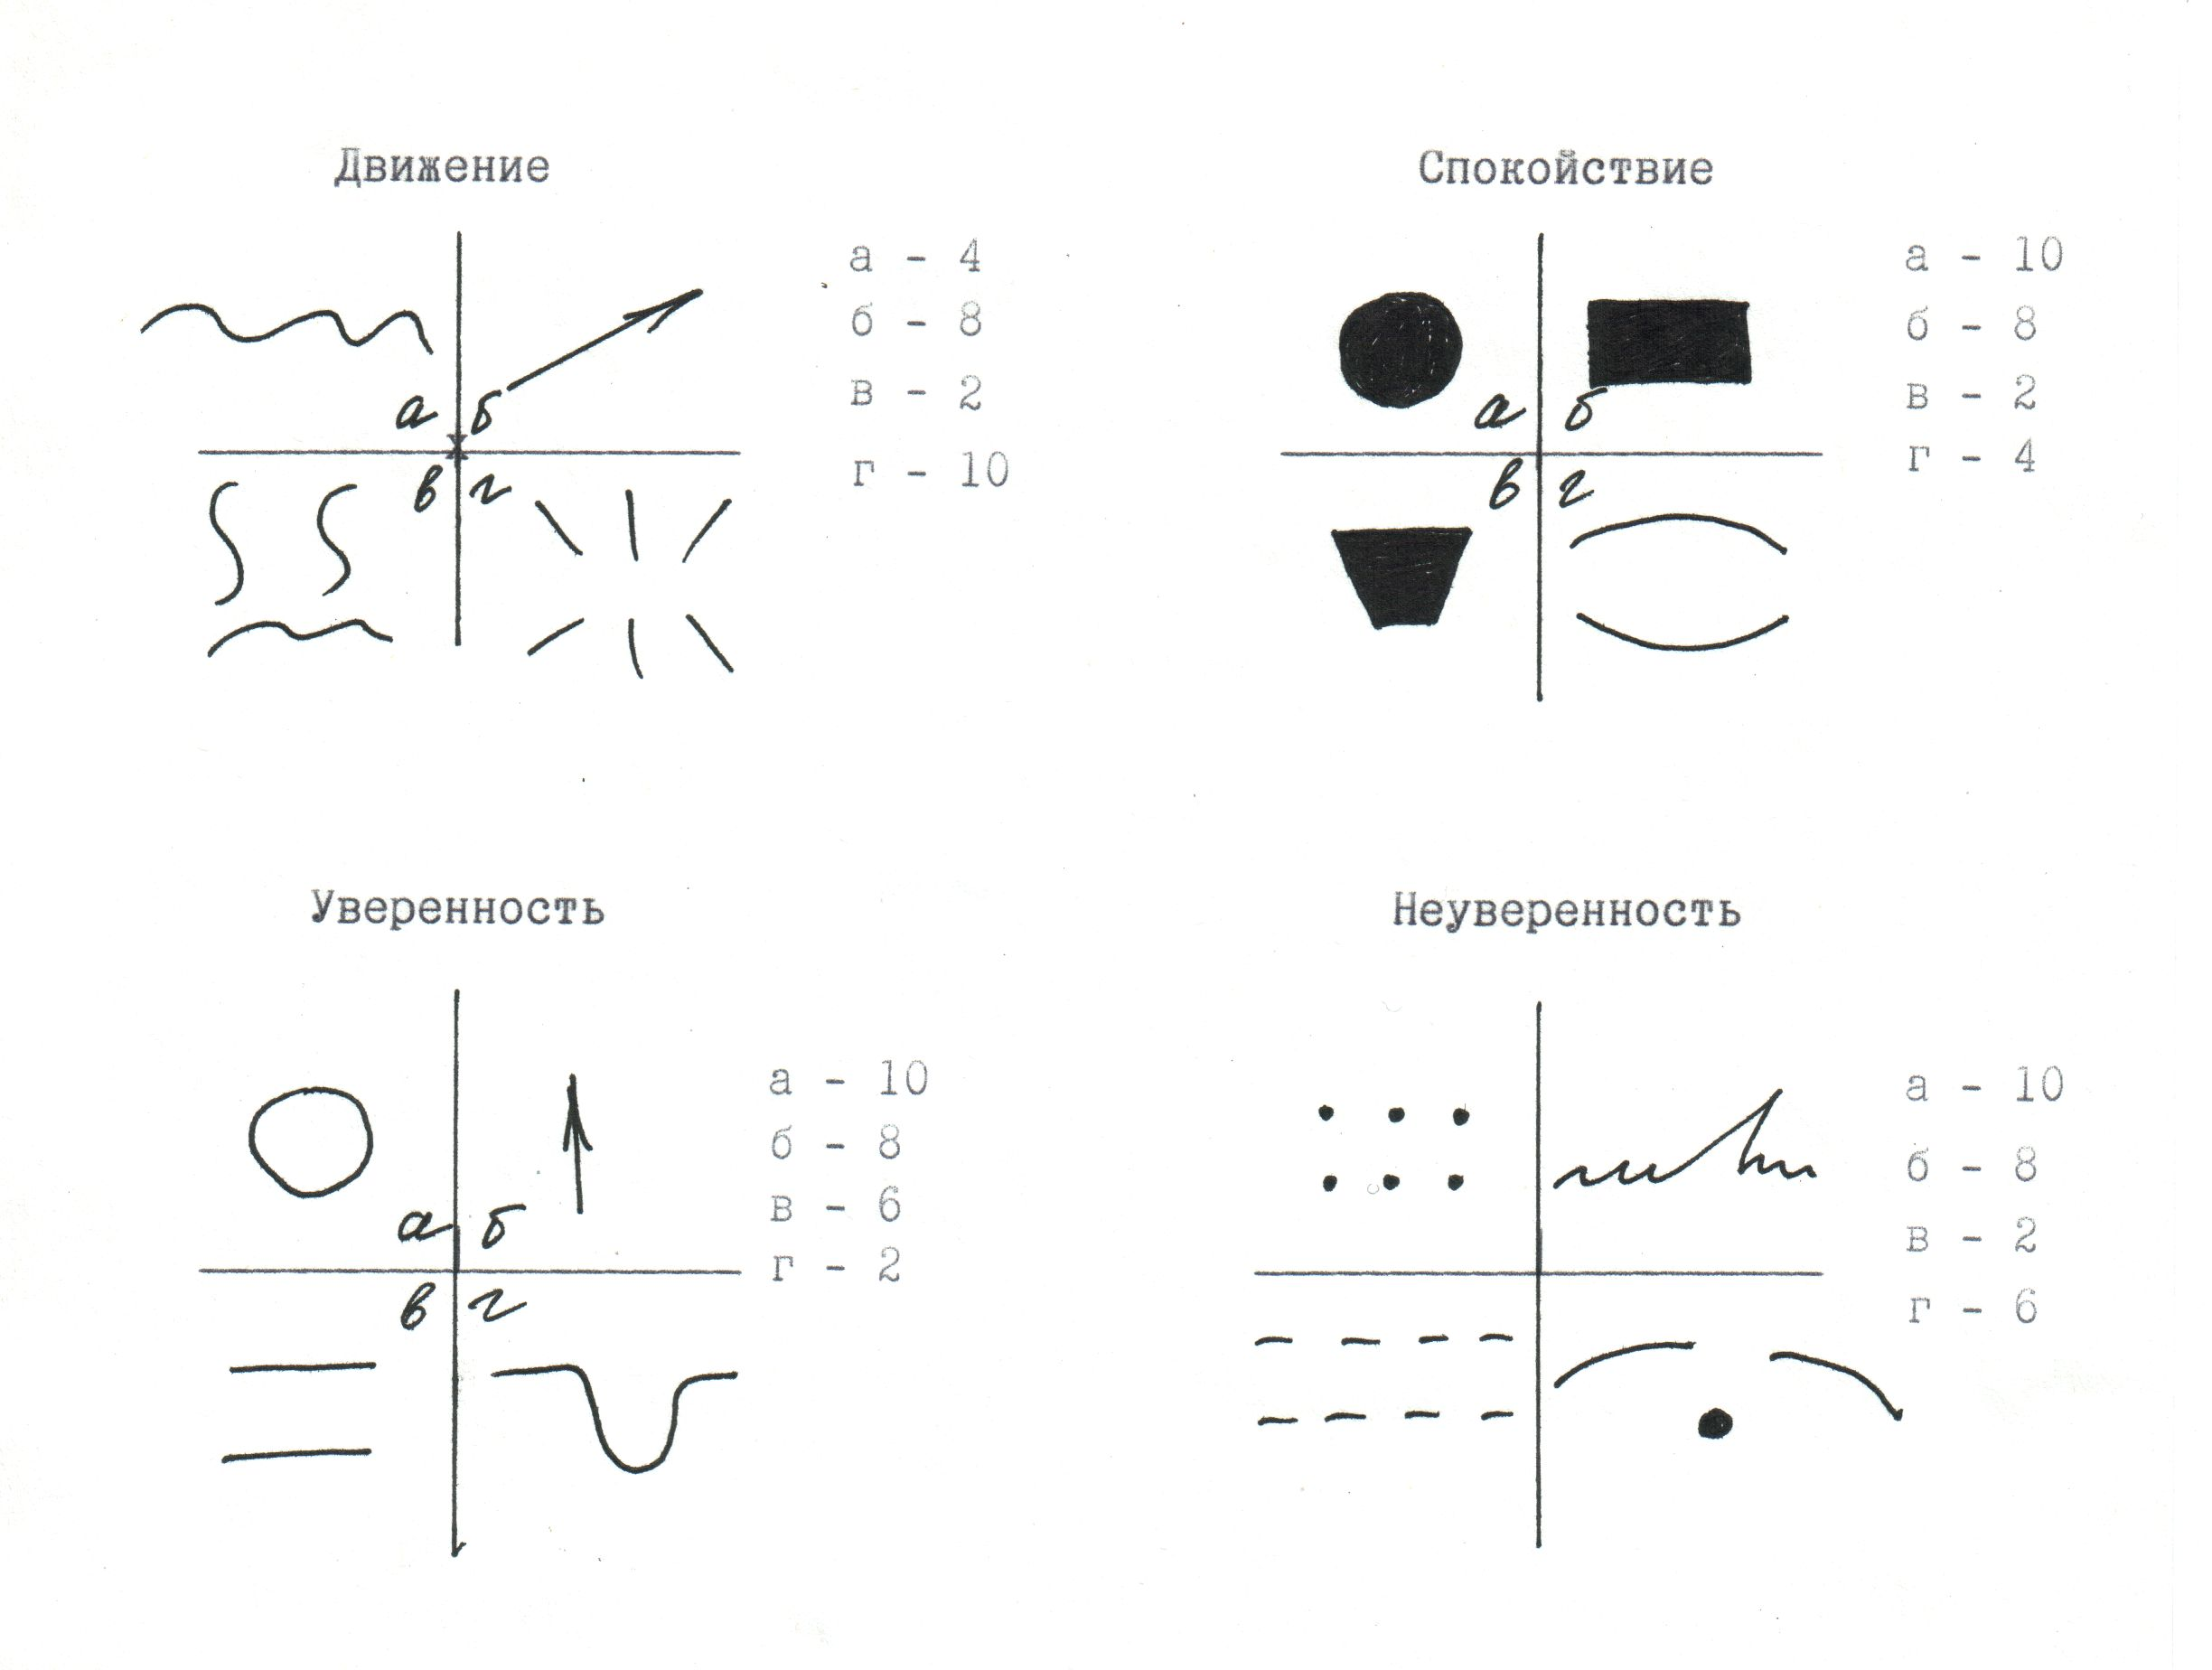 Движение
а - 4
б - 8
в - 2
г - 10
а б
в г
Спокойствие
а - 10
б - 8
в - 2
г - 4
а б
в г
Уверенность
а - 10
б - 8
в - 6
г - 2
а б
в г
Неуверенность
а - 10
б - 8
в - 2
г - 6